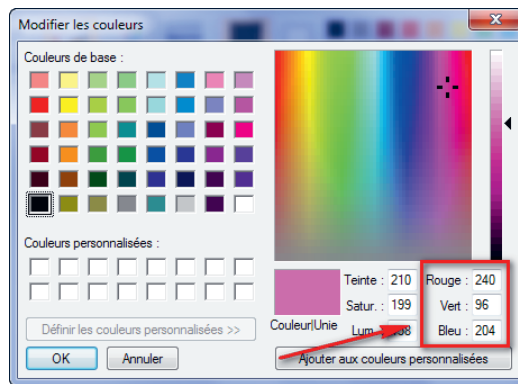 Modifier les couleurs
Couleurs de base :
Couleurs personnalisées :
Définir les couleurs personnalisées >>
OK
Annuler
Teinte : 210
Rouge : 240
Satur. : 199
Vert : 96
Couleur|Unie
Lum.
Bleu : 204
Ajouter aux couleurs personnalisées